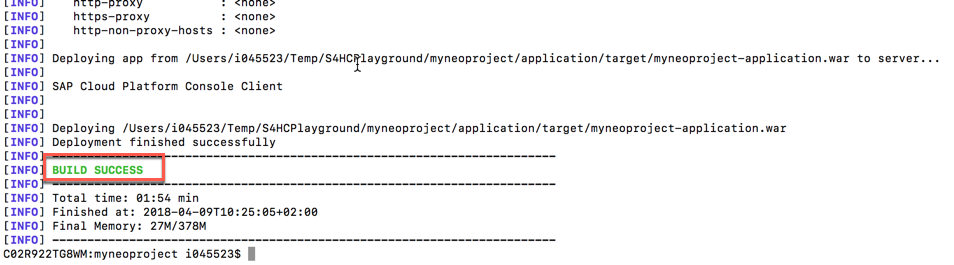 [INFO]    http-proxy           : <none>
[INFO]    https-proxy          : <none>
[INFO]    http-non-proxy-hosts : <none>
[INFO]
[INFO] Deploying app from /Users/i045523/Temp/S4HCPlayground/myneoproject/application/target/myneoproject-application.war to server...
[INFO]
[INFO] SAP Cloud Platform Console Client
[INFO]
[INFO]
[INFO] Deploying /Users/i045523/Temp/S4HCPlayground/myneoproject/application/target/myneoproject-application.war
[INFO] Deployment finished successfully
[INFO] ------------------------------------------------------------------------
[INFO] BUILD SUCCESS
[INFO] ------------------------------------------------------------------------
[INFO] Total time: 01:54 min
[INFO] Finished at: 2018-04-09T10:25:05+02:00
[INFO] Final Memory: 27M/378M
[INFO] ------------------------------------------------------------------------
C02R922TG8WM:myneoproject i045523$